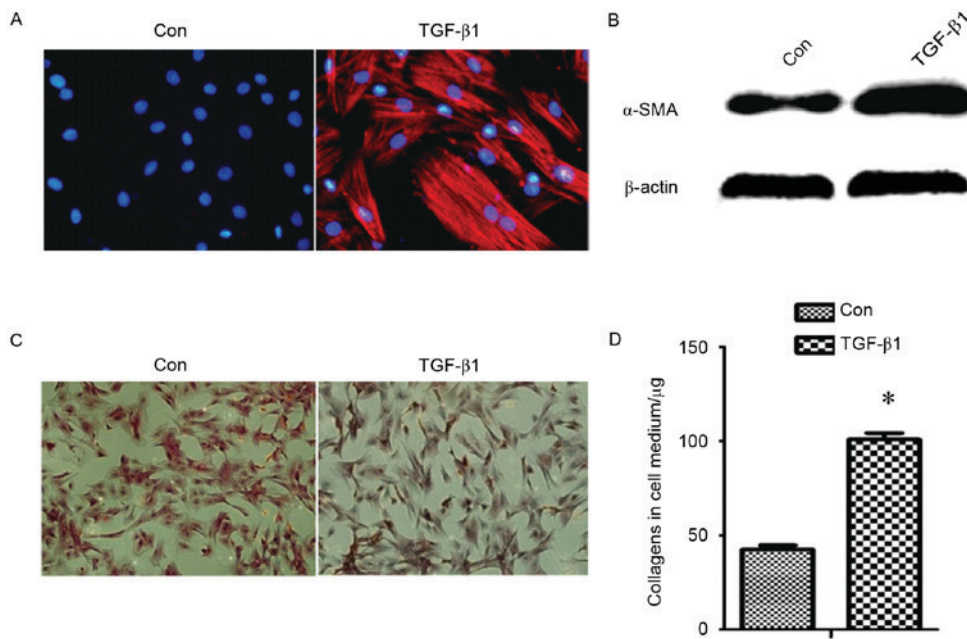 A
Con
TGF-β1
B
Con
TGF-β1
α-SMA
β-actin
C
Con
TGF-β1
D
Con
TGF-β1
Collagens in cell medium/μg
150
100
50
0
*